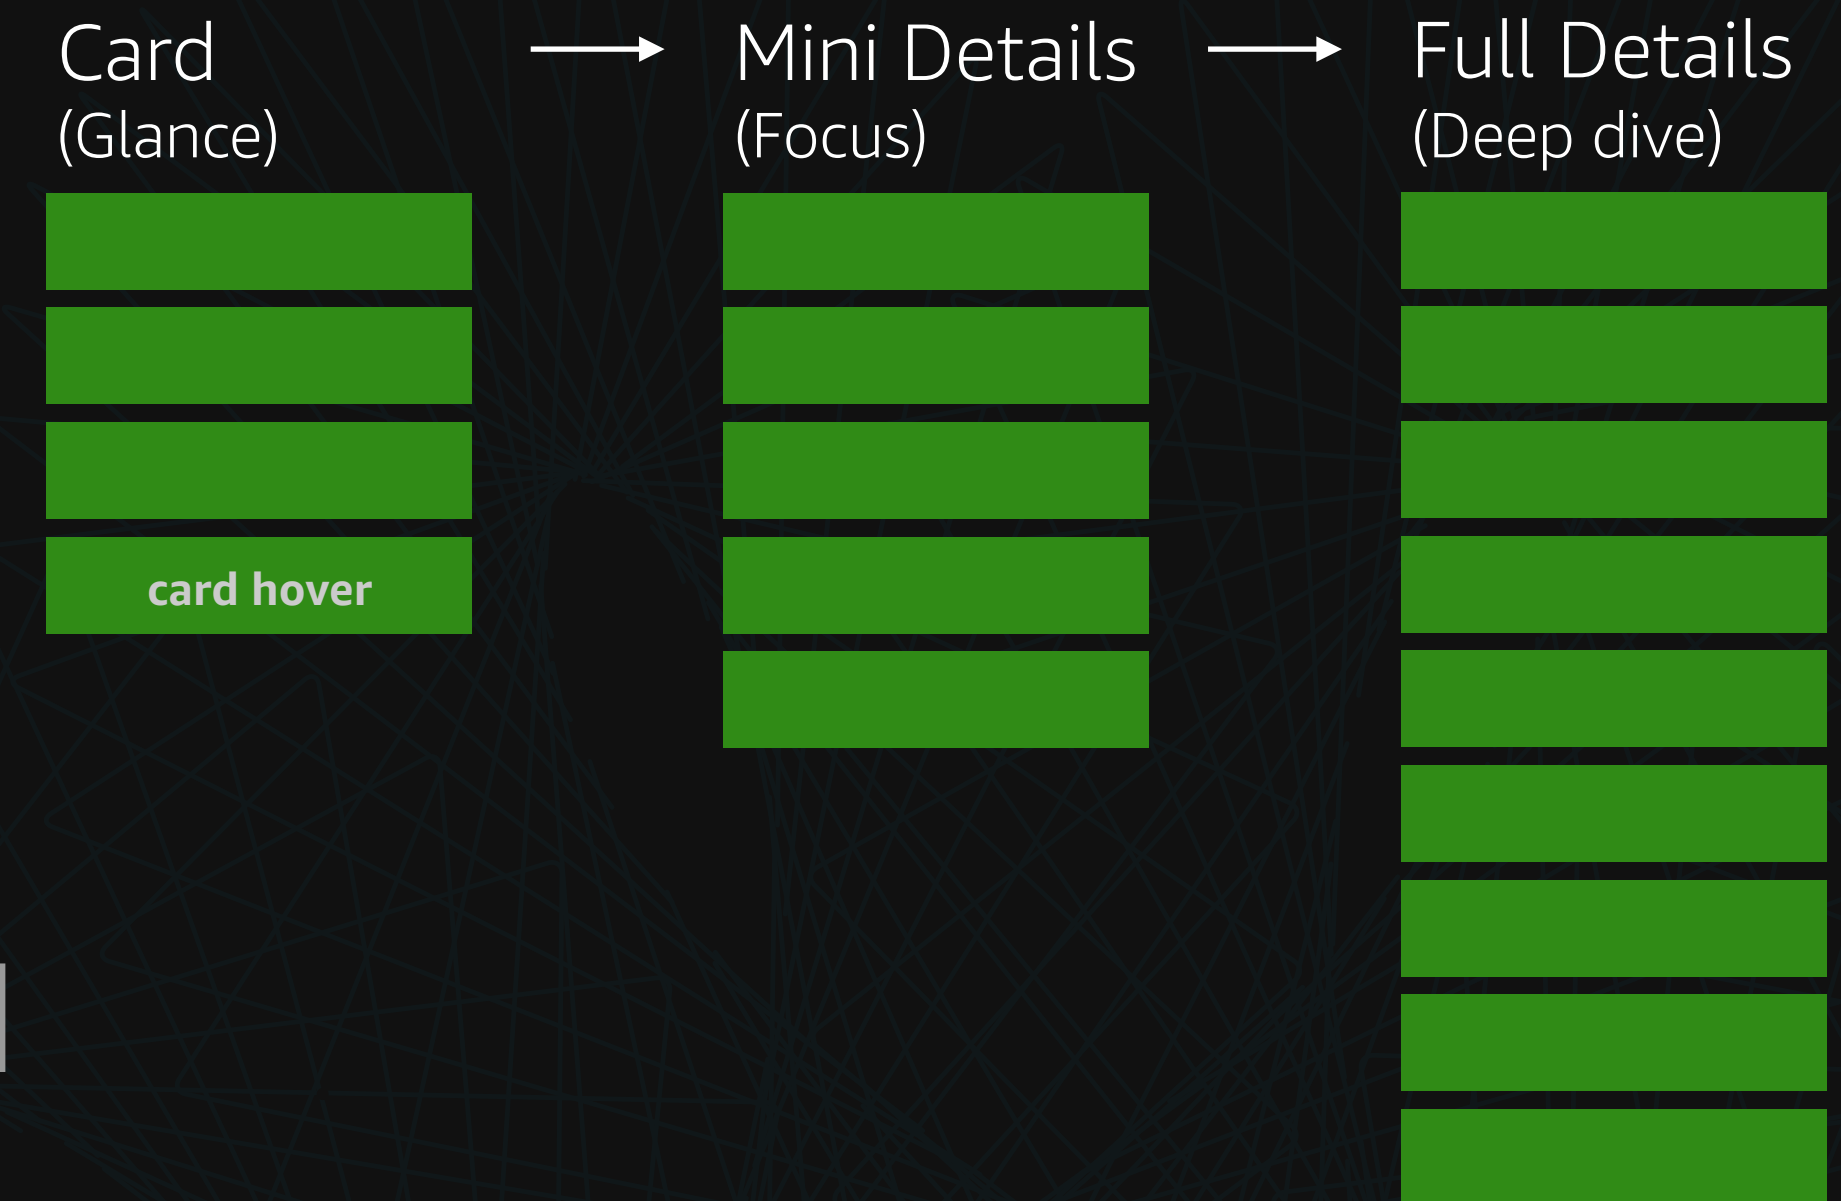 Card
(Glance)
Mini Details
(Focus)
Full Details
(Deep dive)
card hover